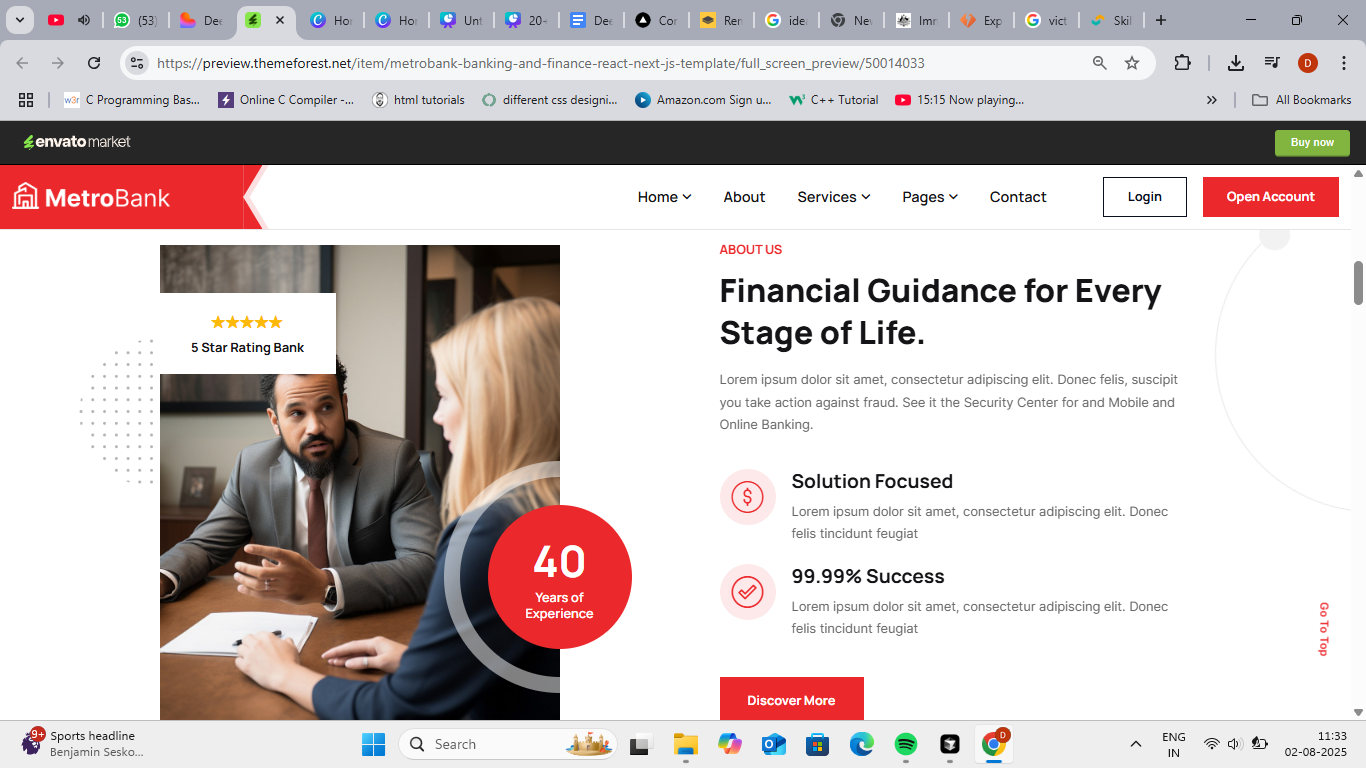 (53)
Dee
Hor
Hor
Unt
20+
Dee
Cor
Ren
idea
Nev
Imm
Exp
vict
Skil
https://preview.themeforest.net/item/metrobank-banking-and-finance-react-next-js-template/full_screen_preview/50014033
D
C Programming Bas...
Online C Compiler -...
html tutorials
different css designi...
Amazon.com Sign u...
C++ Tutorial
15:15 Now playing...
All Bookmarks
envato market
Buy now
MetroBank
Home
About
Services
Pages
Contact
Login
Open Account
5 Star Rating Bank
40
Years of
Experience
ABOUT US
Financial Guidance for Every
Stage of Life.
Lorem ipsum dolor sit amet, consectetur adipiscing elit. Donec felis, suscipit
you take action against fraud. See it the Security Center for and Mobile and
Online Banking.
Solution Focused
Lorem ipsum dolor sit amet, consectetur adipiscing elit. Donec
felis tincidunt feugiat
99.99% Success
Lorem ipsum dolor sit amet, consectetur adipiscing elit. Donec
felis tincidunt feugiat
Discover More
Go To Top
9+
Sports headline
Benjamin Sesko...
Search
D
ENG
IN
11:33
02-08-2025